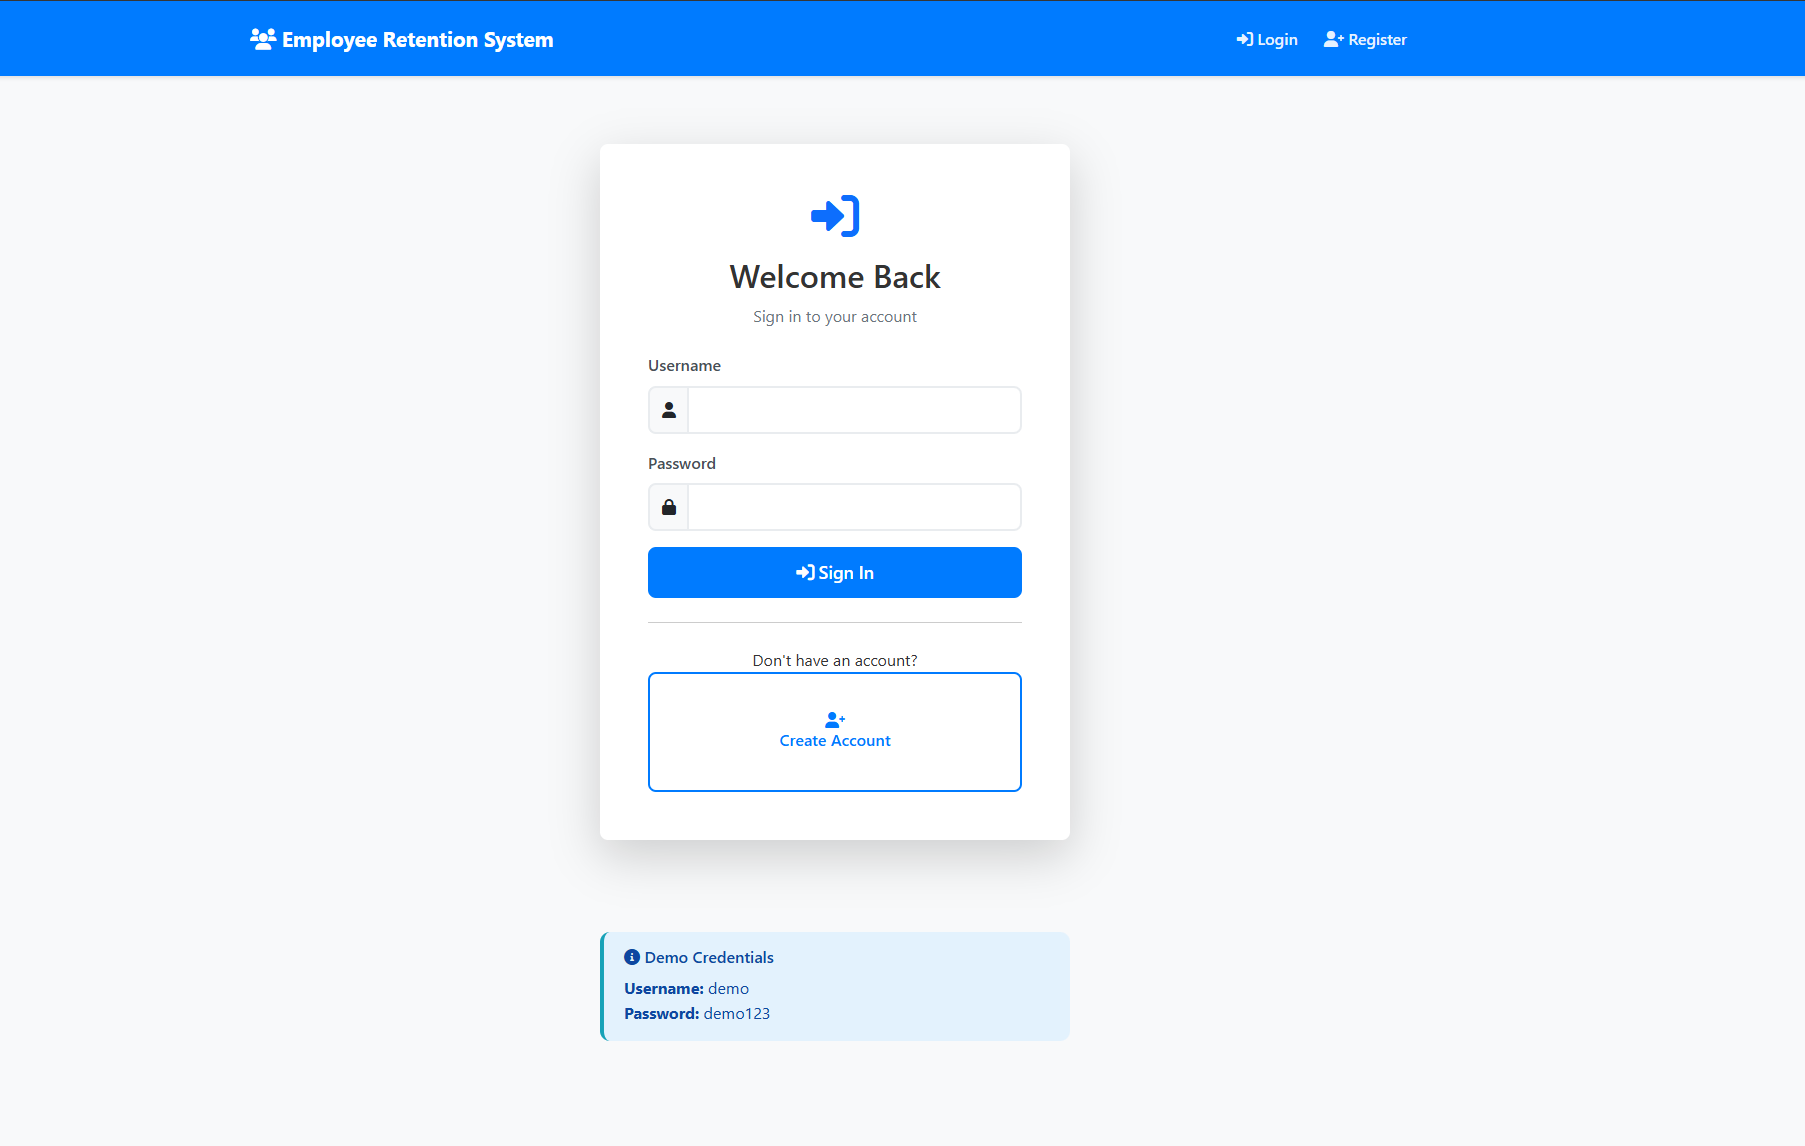 Employee Retention System
Login
Register
Welcome Back
Sign in to your account
Username
Password
Sign In
Don't have an account?
Create Account
Demo Credentials
Username: demo
Password: demo123